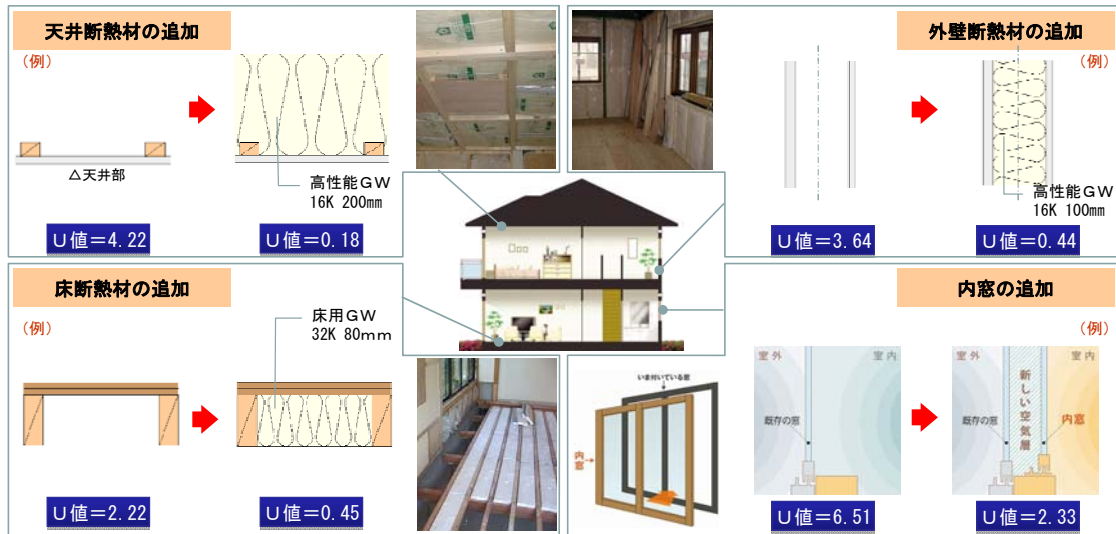 天井断熱材の追加
(例)
△天井部
高性能GW
16K 200mm
U値=4.22
U値=0.18
外壁断熱材の追加
(例)
高性能GW
16K 100mm
U値=3.64
U値=0.44
床断熱材の追加
(例)
床用GW
32K 80mm
U値=2.22
U値=0.45
内窓の追加
(例)
いま付いている窓
内窓
室外
室内
既存の窓
室外
室内
既存の窓
新しい空気層
内窓
U値=6.51
U値=2.33